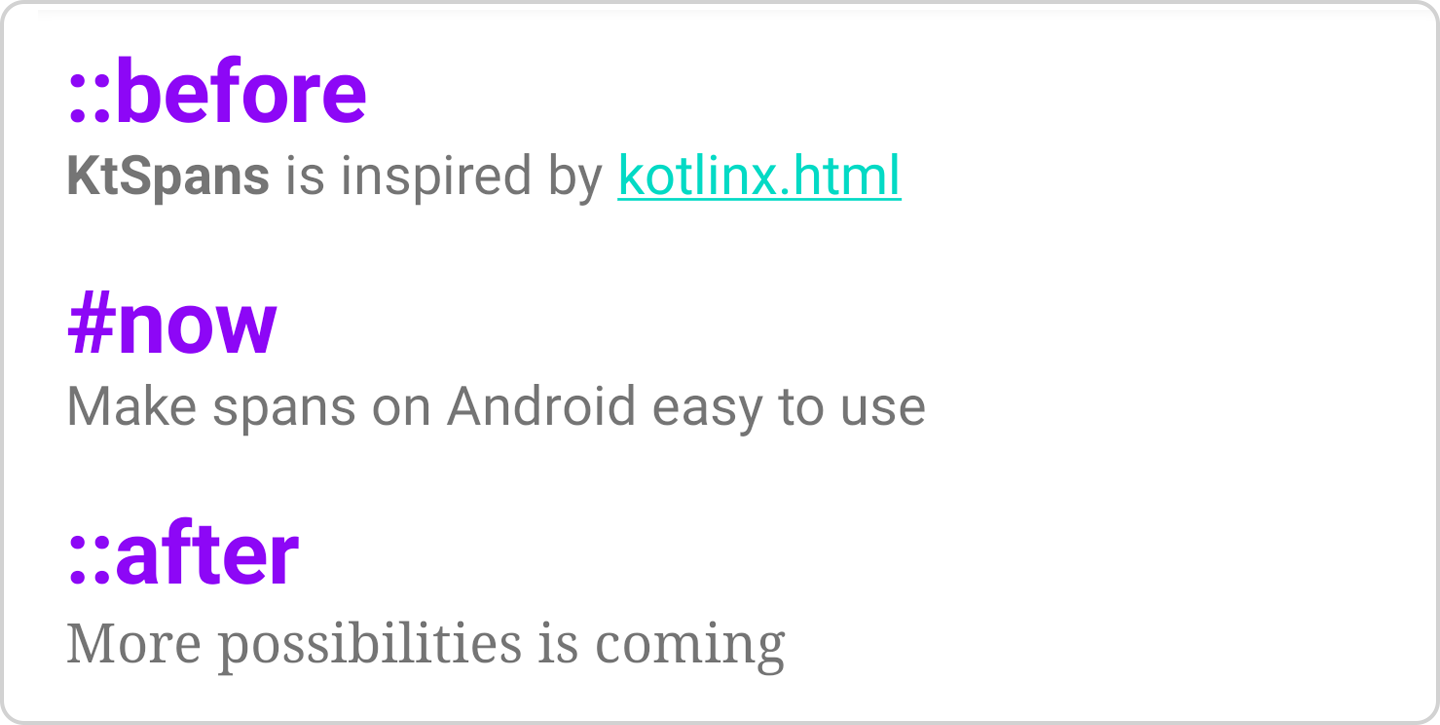 ::before
KtSpans is inspired by kotlinx.html
#now
Make spans on Android easy to use
::after
More possibilities is coming